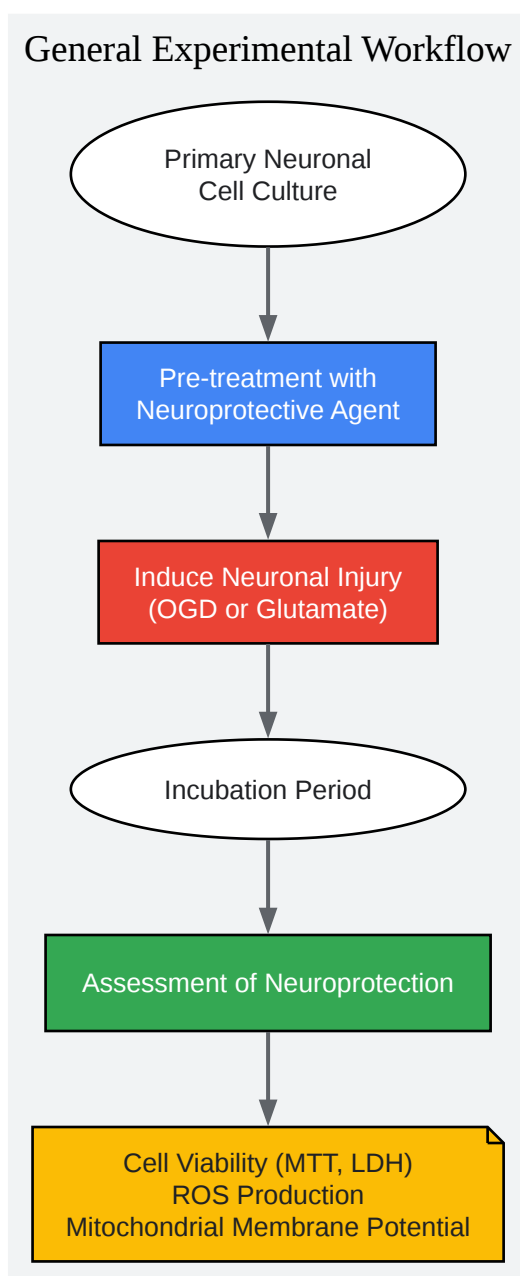 General Experimental Workflow
Primary Neuronal
Cell Culture
Pre-treatment with
Neuroprotective Agent
Induce Neuronal Injury
(OGD or Glutamate)
Incubation Period
Assessment of Neuroprotection
Cell Viability (MTT, LDH)
ROS Production
Mitochondrial Membrane Potential